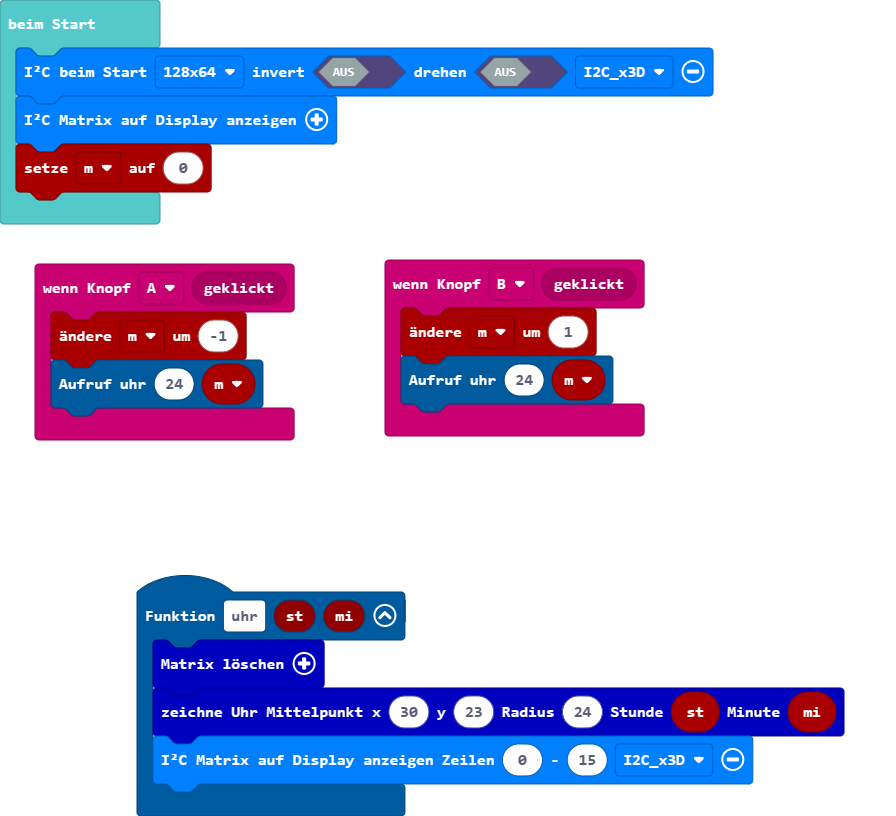 beim Start
I²C beim Start 128x64 invert AUS drehen AUS I2C_x3D
I²C Matrix auf Display anzeigen
setze m auf 0
wenn Knopf A geklickt
ändere m um -1
Aufruf uhr 24 m
wenn Knopf B geklickt
ändere m um 1
Aufruf uhr 24 m
Funktion uhr st mi
Matrix löschen
zeichne Uhr Mittelpunkt x 30 y 23 Radius 24 Stunde st Minute mi
I²C Matrix auf Display anzeigen Zeilen 0 - 15 I2C_x3D